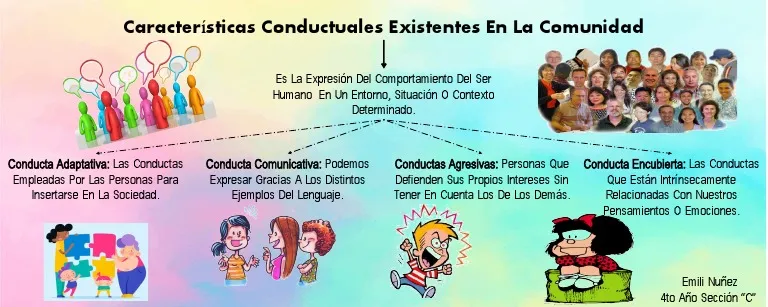 Características Conductuales Existentes En La Comunidad
Es La Expresión Del Comportamiento Del Ser
Humano En Un Entorno, Situación O Contexto
Determinado.
Conducta Adaptativa: Las Conductas
Empleadas Por Las Personas Para
Insertarse En La Sociedad.
Conducta Comunicativa: Podemos
Expresar Gracias A Los Distintos
Ejemplos Del Lenguaje.
Conductas Agresivas: Personas Que
Defienden Sus Propios Intereses Sin
Tener En Cuenta Los De Los Demás.
Conducta Encubierta: Las Conductas
Que Están Intrínsecamente
Relacionadas Con Nuestros
Pensamientos O Emociones.
Emili Nuñez
4to Año Sección "C"